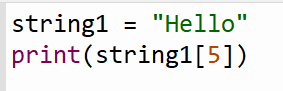 string1 = "Hello"
print(string1[5])